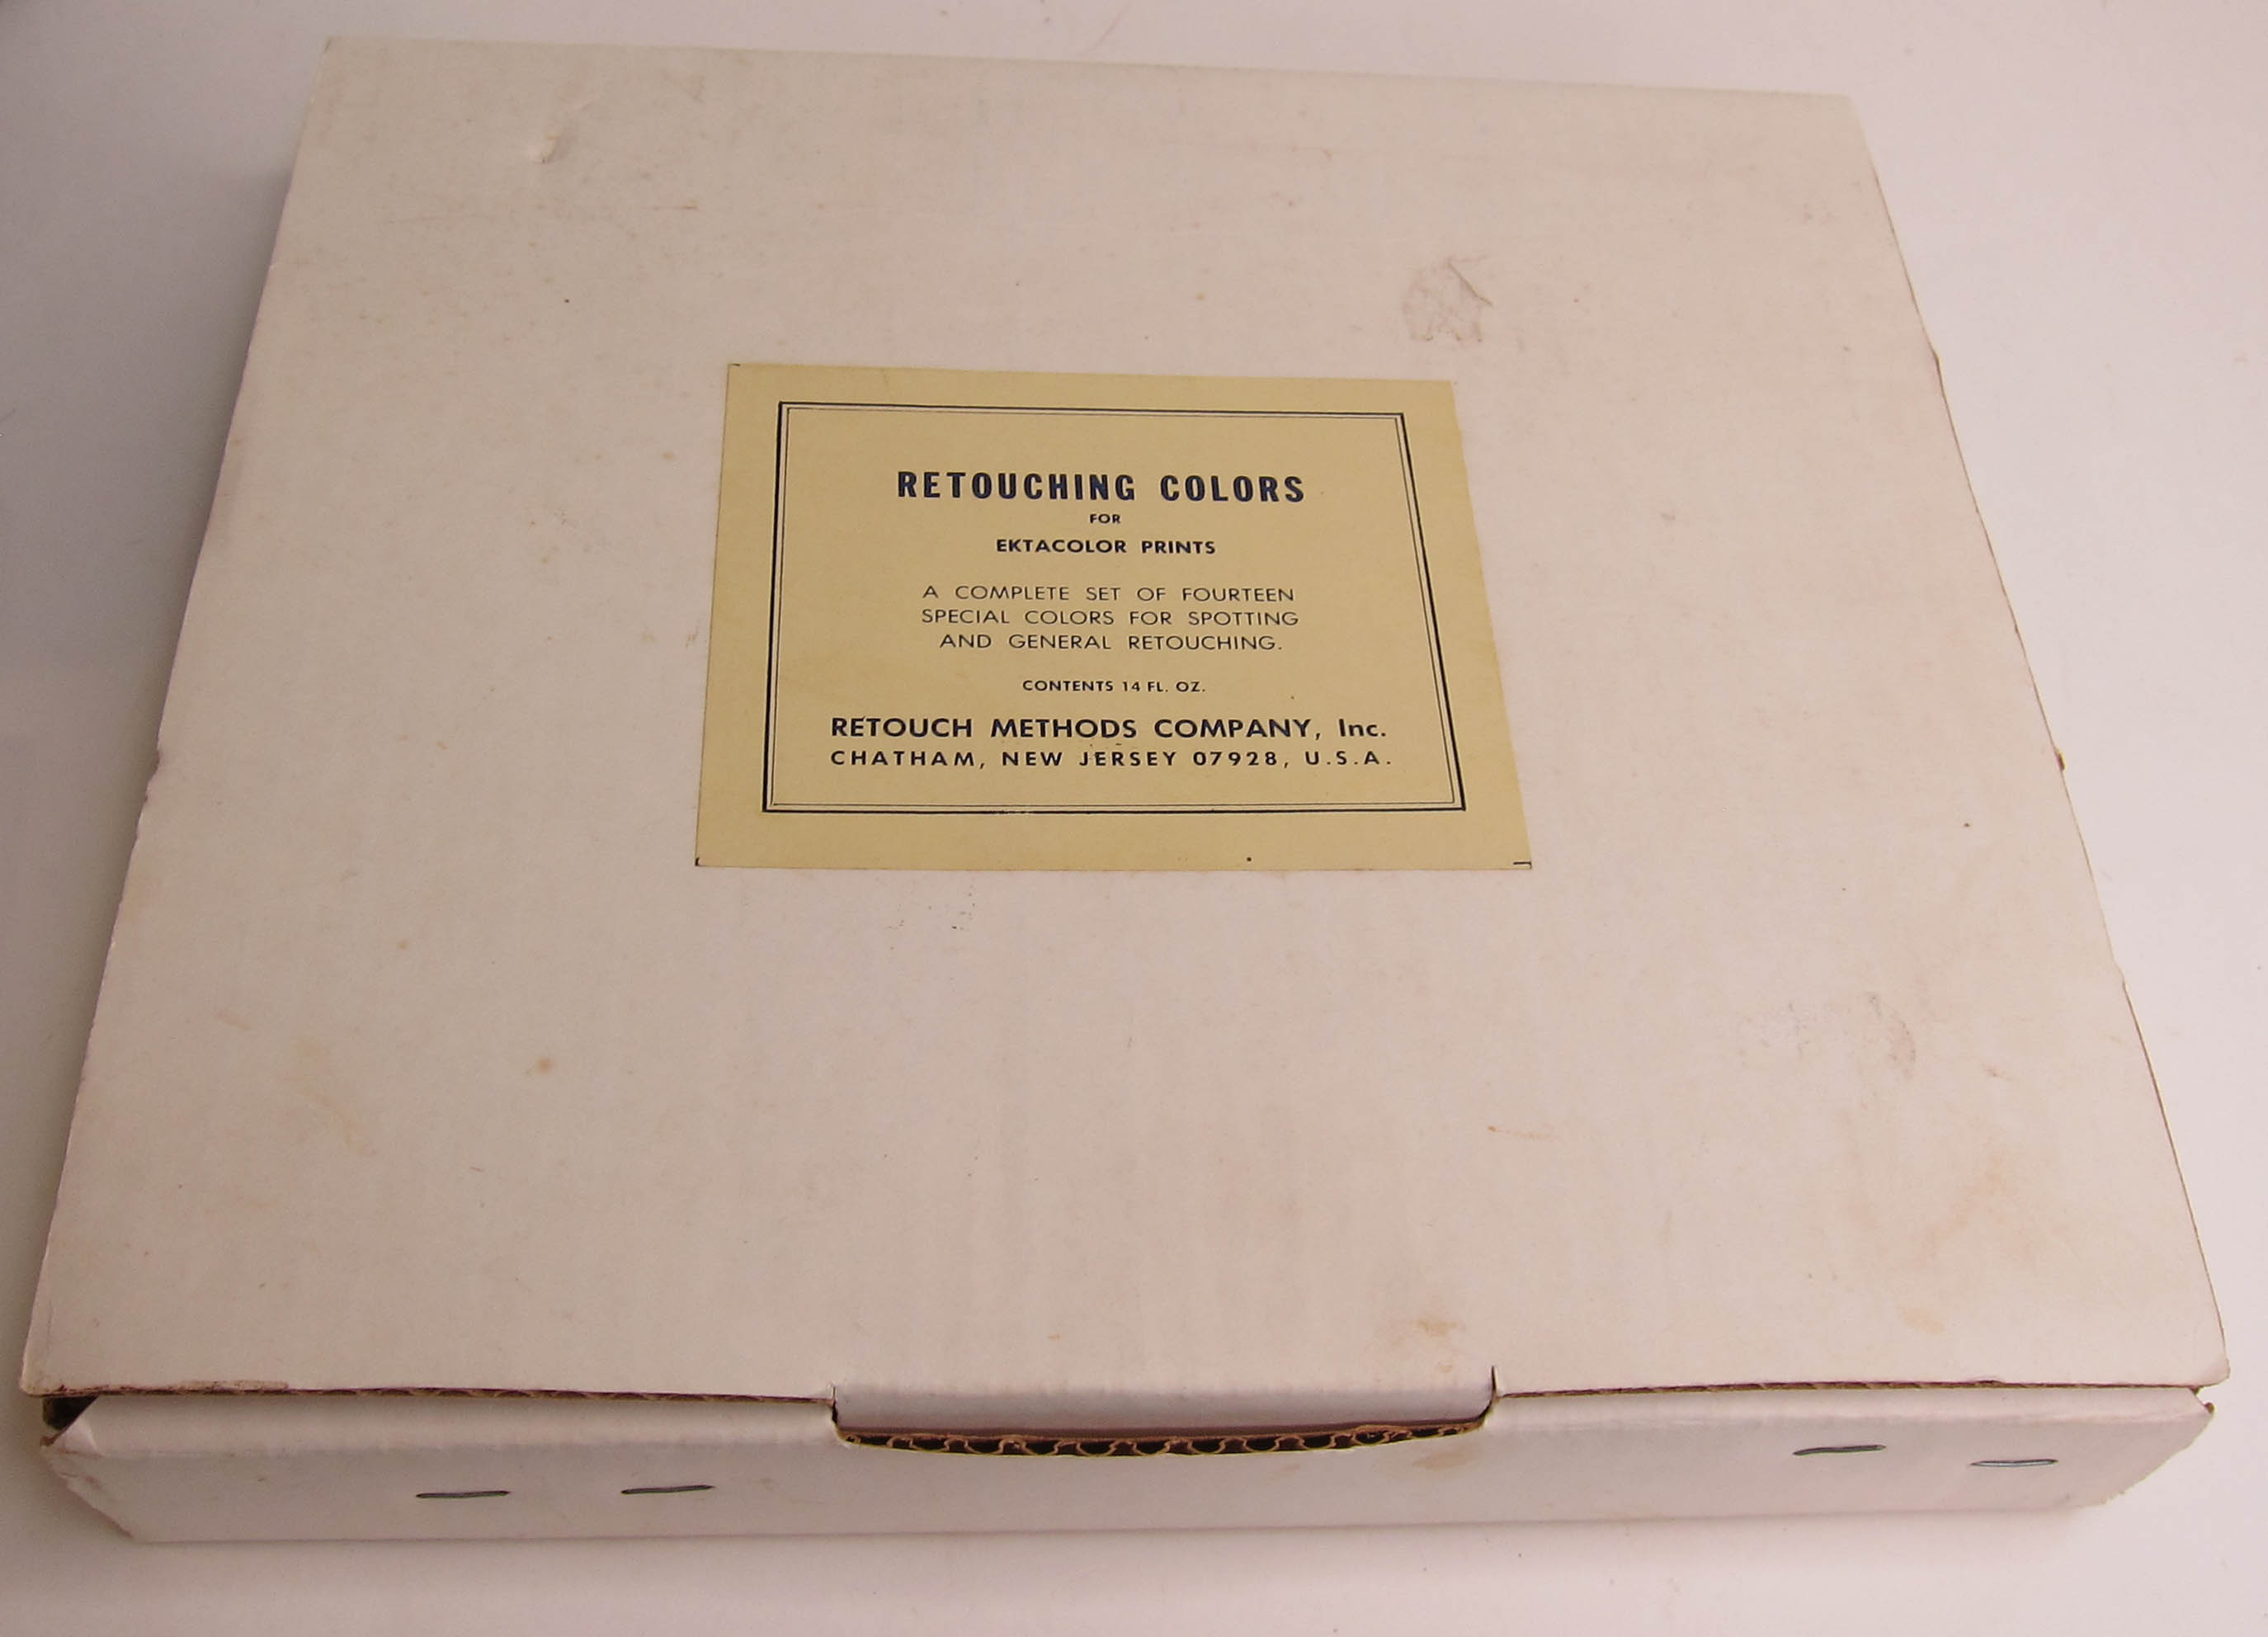 RETOUCHING COLORS
FOR
EKTACOLOR PRINTS
A COMPLETE SET OF FOURTEEN
SPECIAL COLORS FOR SPOTTING
AND GENERAL RETOUCHING.
CONTENTS 14 FL. OZ.
RETOUCH METHODS COMPANY, Inc.
CHATHAM, NEW JERSEY 07928, U.S.A.